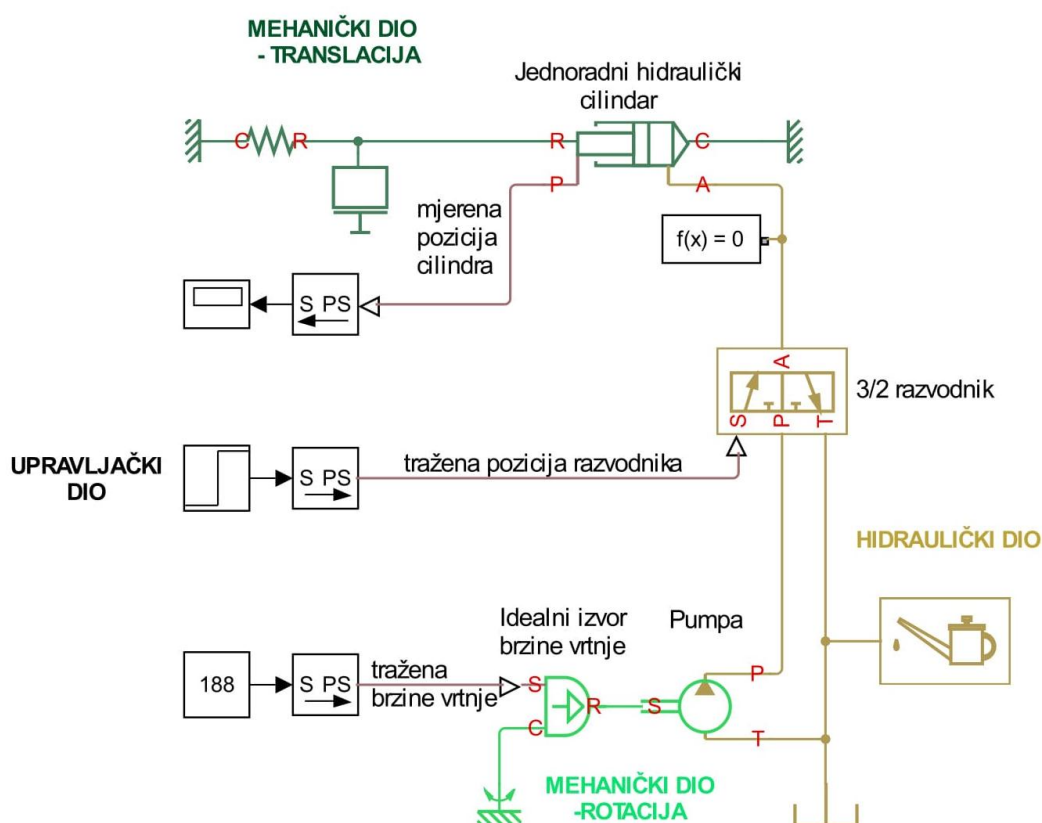 MEHANIČKI DIO
- TRANSLACIJA
Jednoradni hidraulički
cilindar
C
R
R
C
P
A
mjerena
pozicija
cilindra
f(x) = 0
S PS
A
S
P
T
3/2 razvodnik
UPRAVLJAČKI
DIO
S PS
tražena pozicija razvodnika
HIDRAULIČKI DIO
Idealni izvor
brzine vrtnje
Pumpa
188
S PS
tražena
brzine vrtnje
S
R
C
S
P
T
MEHANIČKI DIO
-ROTACIJA